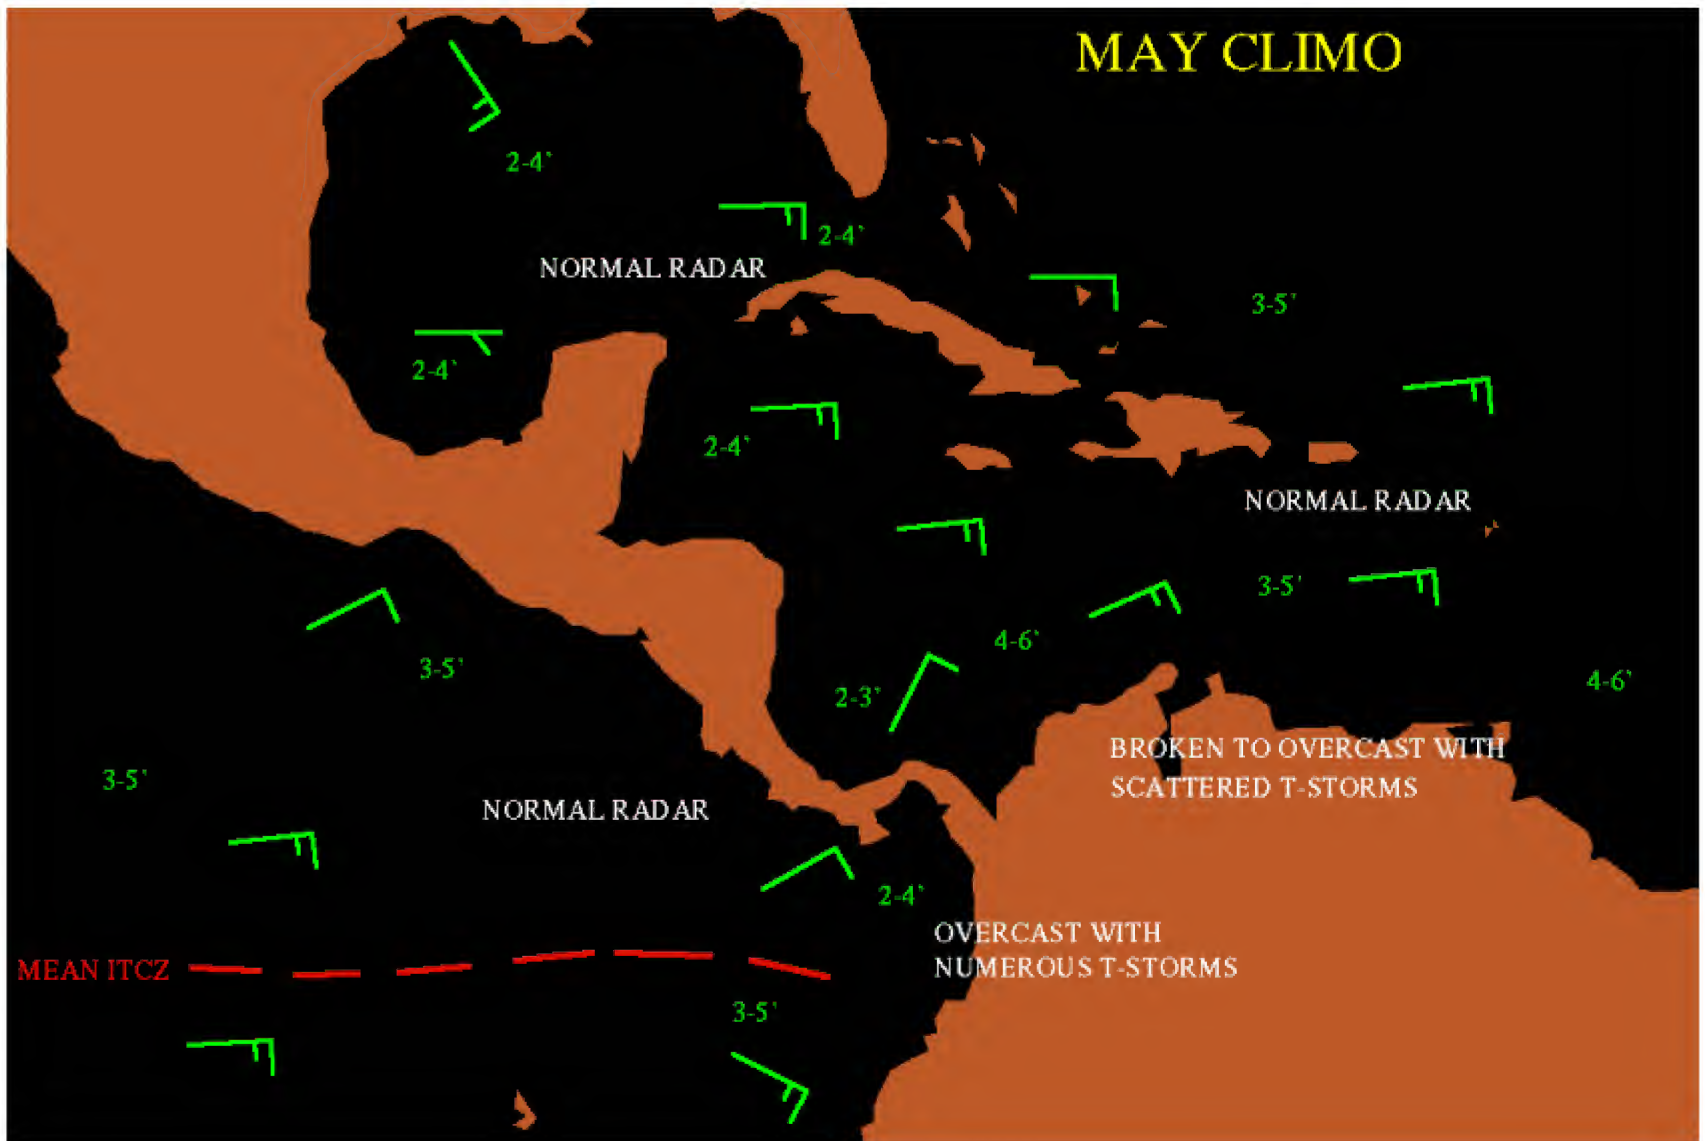 MAY CLIMO
2-4'
2-4'
NORMAL RADAR
3-5'
2-4'
2-4'
NORMAL RADAR
3-5'
4-6'
3-5'
2-3'
4-6'
BROKEN TO OVERCAST WITH
SCATTERED T-STORMS
3-5'
NORMAL RADAR
2-4'
OVERCAST WITH
NUMEROUS T-STORMS
MEAN ITCZ
3-5'